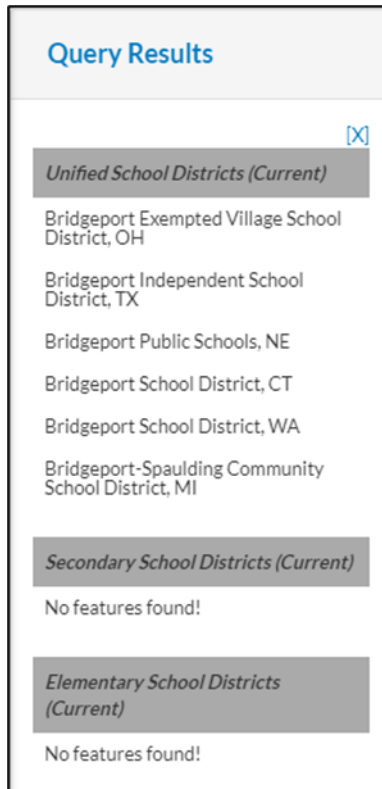 Query Results
[X]
Unified School Districts (Current)
Bridgeport Exempted Village School
District, OH
Bridgeport Independent School
District, TX
Bridgeport Public Schools, NE
Bridgeport School District, CT
Bridgeport School District, WA
Bridgeport-Spaulding Community
School District, MI
Secondary School Districts (Current)
No features found!
Elementary School Districts
(Current)
No features found!